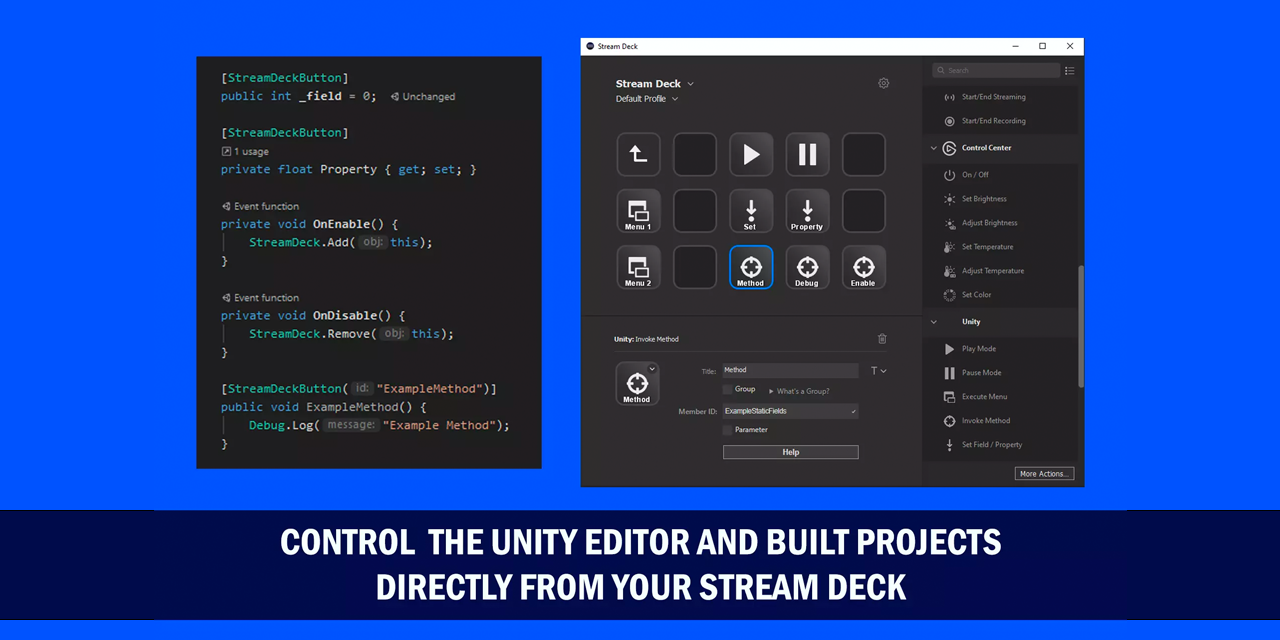 [StreamDeckButton]
public int _field = 0; Unchanged
[StreamDeckButton]
1 usage
private float Property { get; set; }
Event function
private void OnEnable() {
StreamDeck.Add( obj: this);
}
Event function
private void OnDisable() {
StreamDeck.Remove( obj: this);
}
[StreamDeckButton( id: "ExampleMethod")]
public void ExampleMethod() {
Debug.Log( message: "Example Method");
}
Stream Deck
Stream Deck
Default Profile
Menu 1
Set
Property
Menu 2
Method
Debug
Enable
Unity: Invoke Method
Method
Title: Method
T
Group
What's a Group?
Member ID: ExampleStaticFields
Parameter
Help
Search
Start/End Streaming
Start/End Recording
Control Center
On / Off
Set Brightness
Adjust Brightness
Set Temperature
Adjust Temperature
Set Color
Unity
Play Mode
Pause Mode
Execute Menu
Invoke Method
Set Field / Property
More Actions...
CONTROL THE UNITY EDITOR AND BUILT PROJECTS
DIRECTLY FROM YOUR STREAM DECK